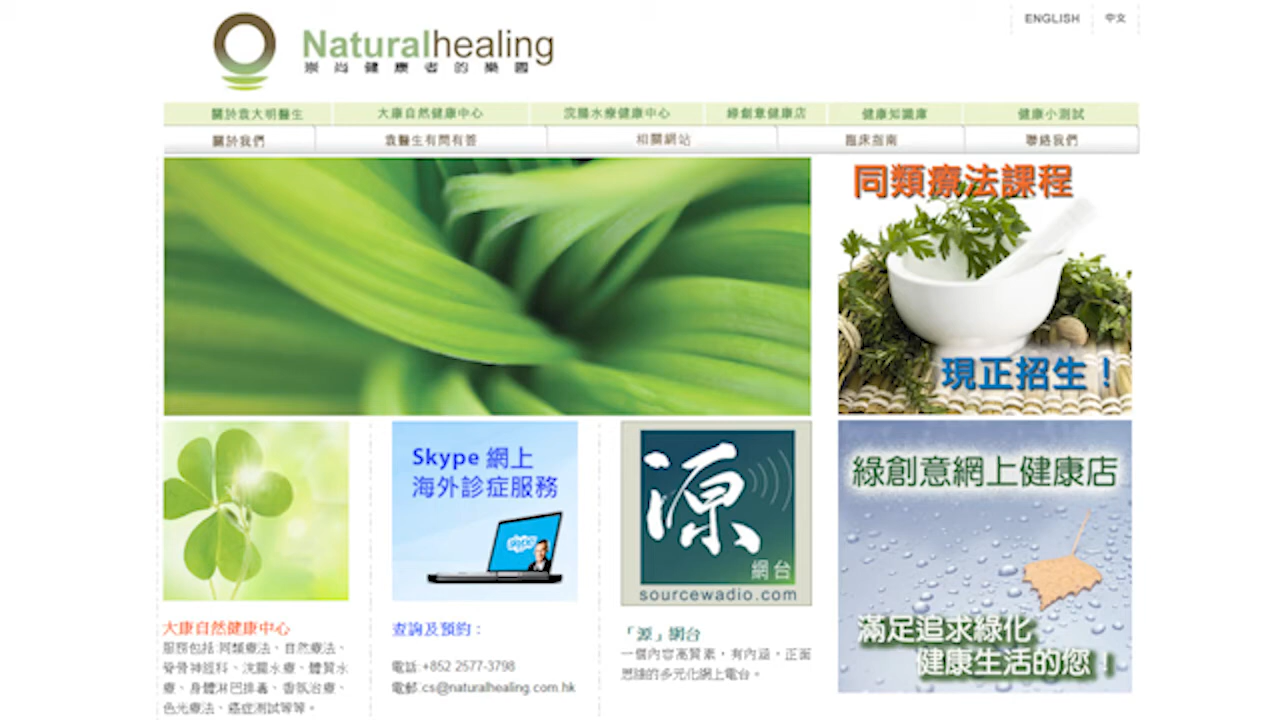 ENGLISH 中文
Naturalhealing
崇尚健康者的樂園
關於袁大明醫生 大康自然健康中心 浣腸水療健康中心 綠創意健康店 健康知識庫 健康小測試
關於我們 袁醫生有問有答 相關網站 臨床指南 聯絡我們
同類療法課程
現正招生！
Skype 網上
海外診症服務
skype
源
網台
sourcewadio.com
綠創意網上健康店
滿足追求綠化
健康生活的您！
大康自然健康中心
服務包括:同類療法、自然療法、
脊骨神經科、浣腸水療、體質水
療、身體淋巴排毒、香氛治療、
色光療法、癌症測試等等。
查詢及預約：
電話:+852 2577-3798
電郵:cs@naturalhealing.com.hk
「源」網台
一個內容高質素，有內涵，正面
思維的多元化網上電台。